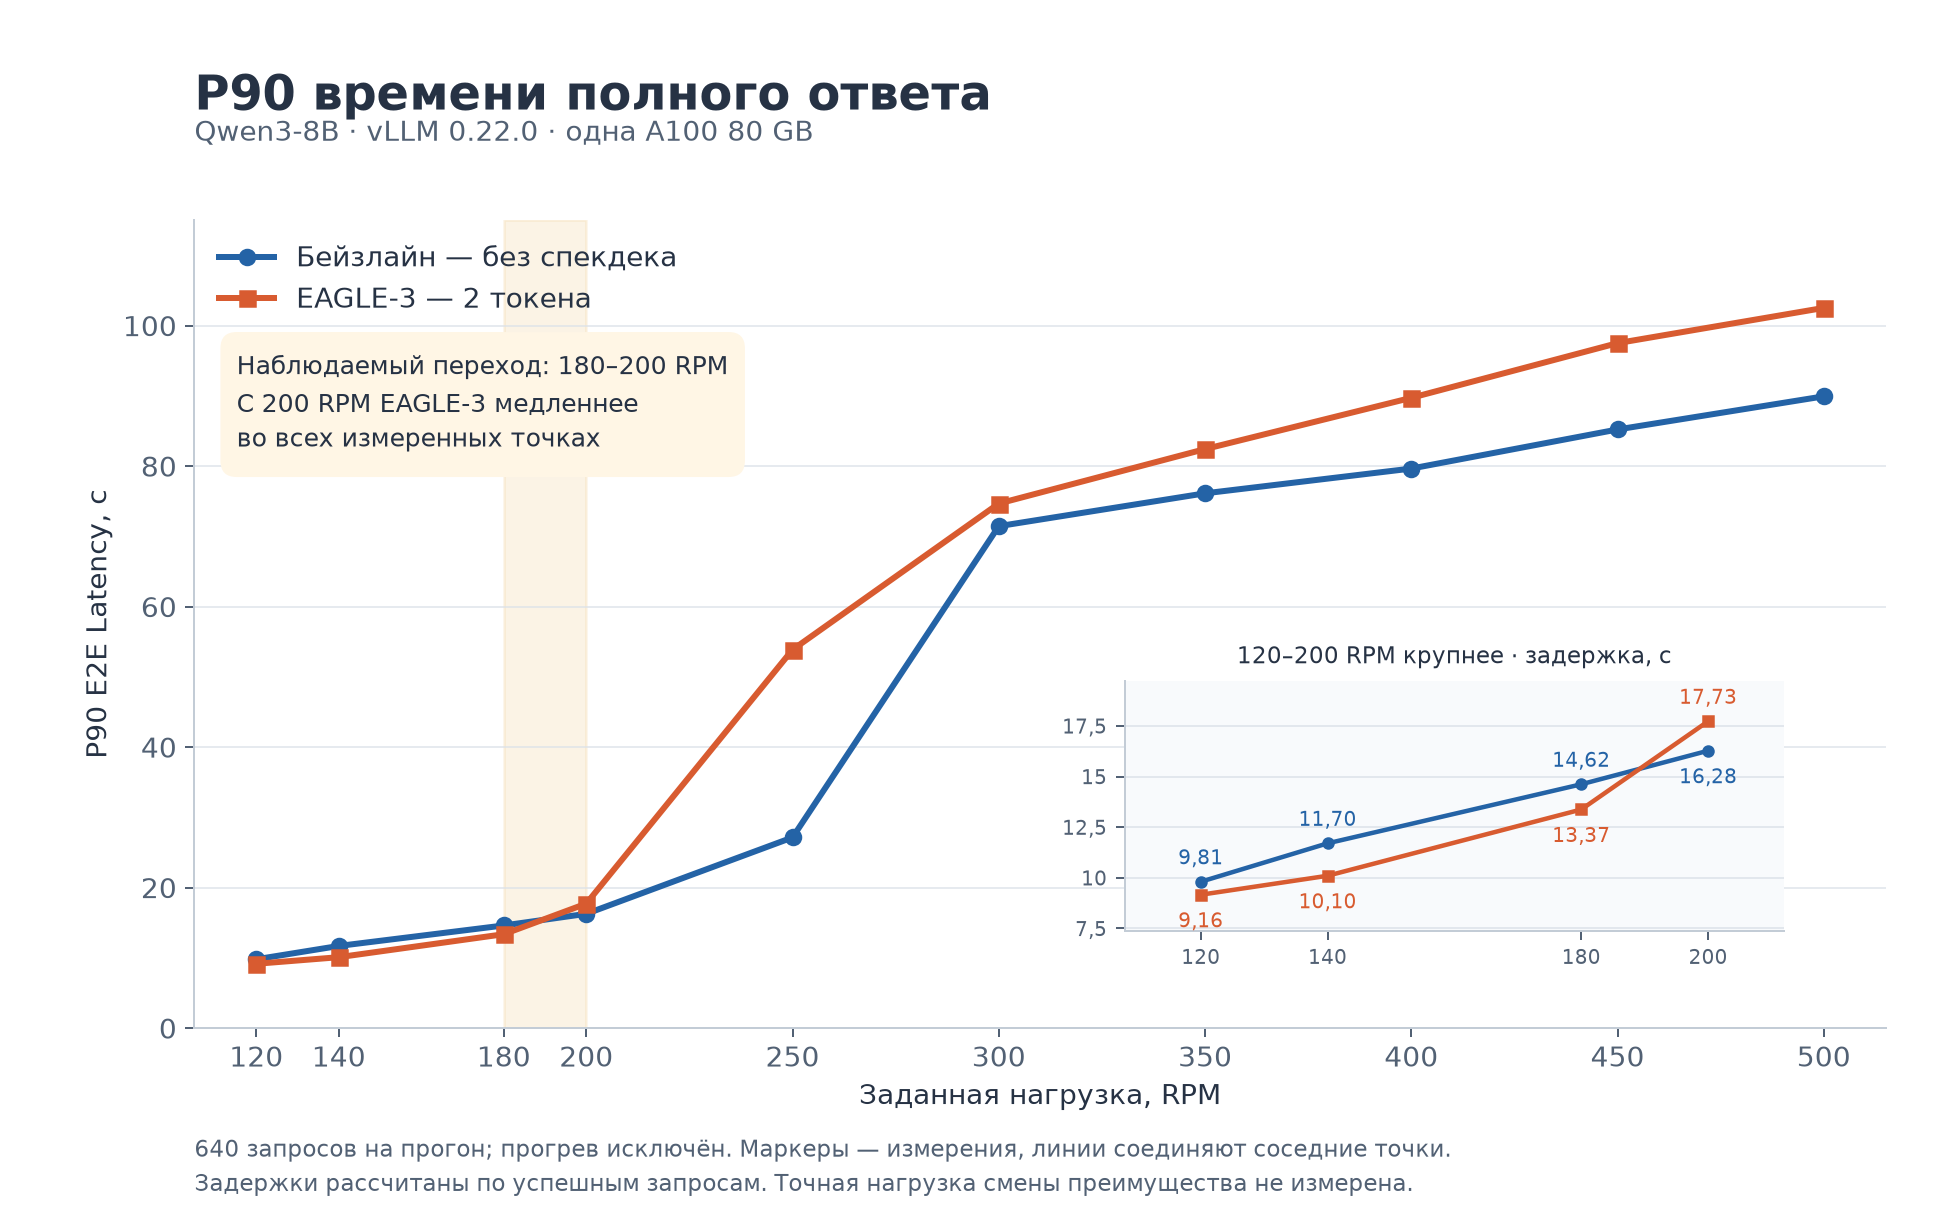 P90 времени полного ответа
Qwen3-8B · vLLM 0.22.0 · одна A100 80 GB
Бейзлайн — без спекдека
EAGLE-3 — 2 токена
Наблюдаемый переход: 180–200 RPM
С 200 RPM EAGLE-3 медленнее
во всех измеренных точках
P90 E2E Latency, с
100
80
60
40
20
0
120 140 180 200 250 300 350 400 450 500
Заданная нагрузка, RPM
120–200 RPM крупнее · задержка, с
17,5
15
12,5
10
7,5
9,81
11,70
14,62
16,28
9,16
10,10
13,37
17,73
120 140 180 200
640 запросов на прогон; прогрев исключён. Маркеры — измерения, линии соединяют соседние точки.
Задержки рассчитаны по успешным запросам. Точная нагрузка смены преимущества не измерена.